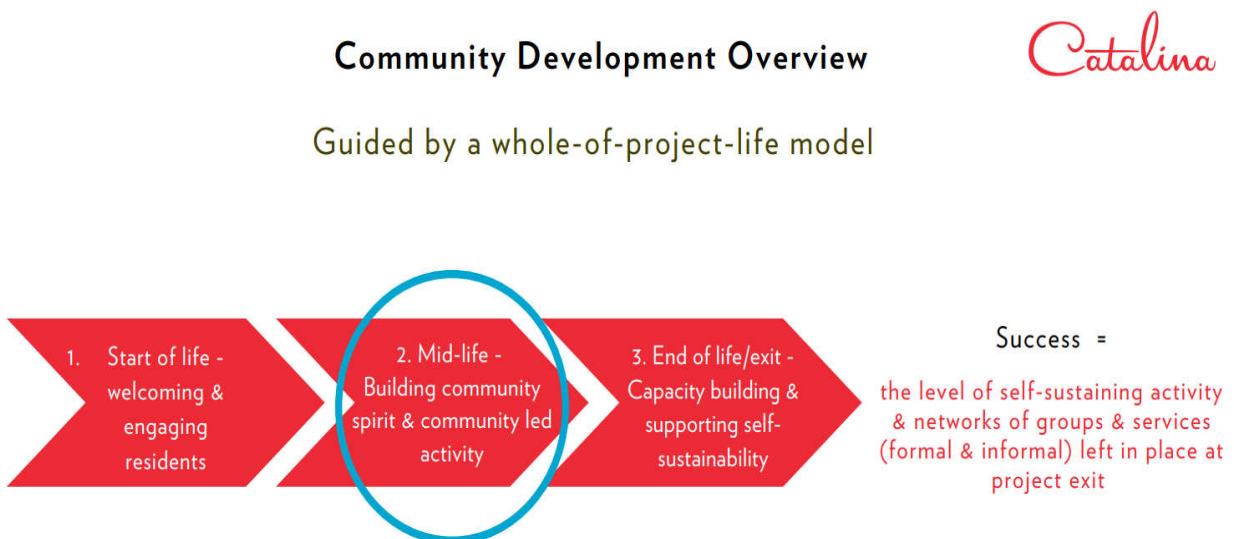 Community Development Overview
Catalina
Guided by a whole-of-project-life model
1. Start of life -
welcoming &
engaging
residents
2. Mid-life -
Building community
spirit & community led
activity
3. End of life/exit -
Capacity building &
supporting self-
sustainability
Success =
the level of self-sustaining activity
& networks of groups & services
(formal & informal) left in place at
project exit